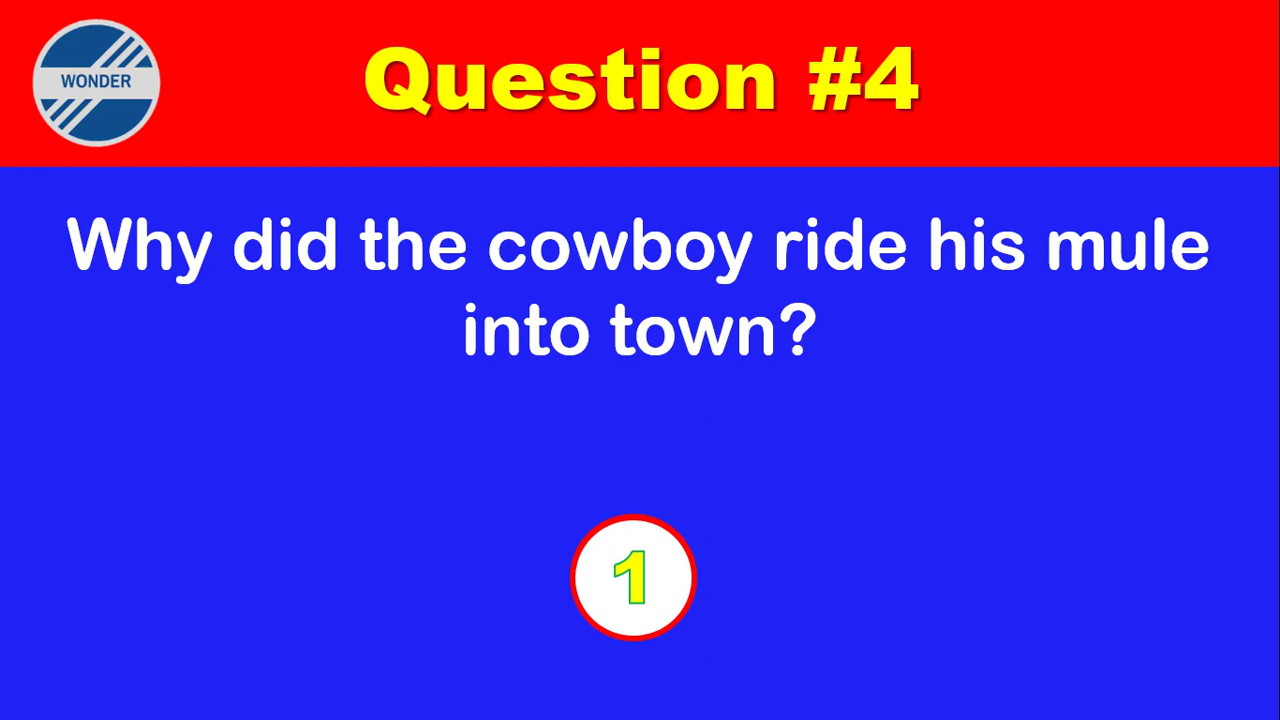 WONDER
Question #4
Why did the cowboy ride his mule
into town?
1